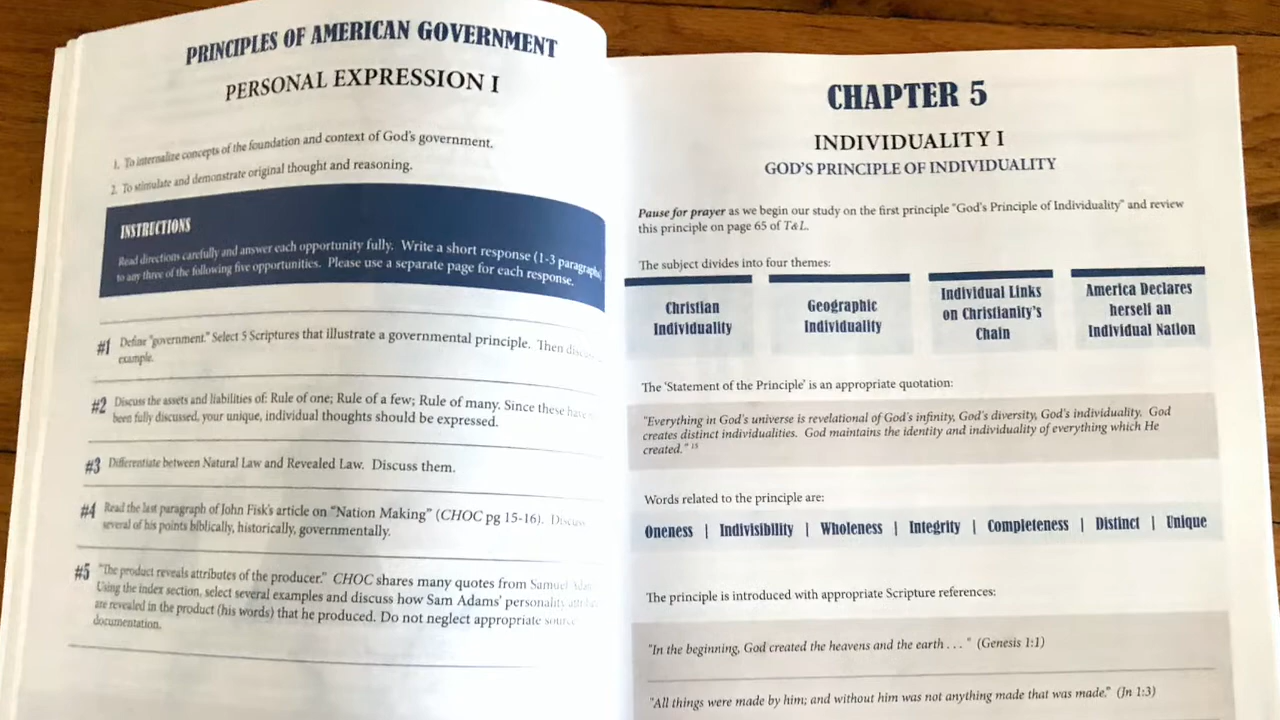 PRINCIPLES OF AMERICAN GOVERNMENT
PERSONAL EXPRESSION I
1. To internalize concepts of the foundation and context of God's government.
2. To stimulate and demonstrate original thought and reasoning.
INSTRUCTIONS
Read directions carefully and answer each opportunity fully. Write a short response (1-3 paragraphs)
to any three of the following five opportunities. Please use a separate page for each response.
#1 Define "government." Select 5 Scriptures that illustrate a governmental principle. Then
example.
#2 Discuss the assets and liabilities of: Rule of one; Rule of a few; Rule of many. Since these have
been fully discussed, your unique, individual thoughts should be expressed.
#3 Differentiate between Natural Law and Revealed Law. Discuss them.
#4 Read the last paragraph of John Fisk's article on "Nation Making" (CHOC pg 15-16). Discuss
several of his points biblically, historically, governmentally.
#5 "The product reveals attributes of the producer." CHOC shares many quotes from Samuel
Using the index section, select several examples and discuss how Sam Adams' personality
are revealed in the product (his words) that he produced. Do not neglect appropriate source
documentation.
CHAPTER 5
INDIVIDUALITY I
GOD'S PRINCIPLE OF INDIVIDUALITY
Pause for prayer as we begin our study on the first principle "God's Principle of Individuality" and review
this principle on page 65 of T&L.
The subject divides into four themes:
Christian
Individuality
Geographic
Individuality
Individual Links
on Christianity's
Chain
America Declares
herself an
Individual Nation
The 'Statement of the Principle' is an appropriate quotation:
"Everything in God's universe is revelational of God's infinity, God's diversity, God's individuality. God
creates distinct individualities. God maintains the identity and individuality of everything which He
created." 15
Words related to the principle are:
Oneness | Indivisibility | Wholeness | Integrity | Completeness | Distinct | Unique
The principle is introduced with appropriate Scripture references:
"In the beginning, God created the heavens and the earth . . . " (Genesis 1:1)
"All things were made by him; and without him was not anything made that was made." (Jn 1:3)